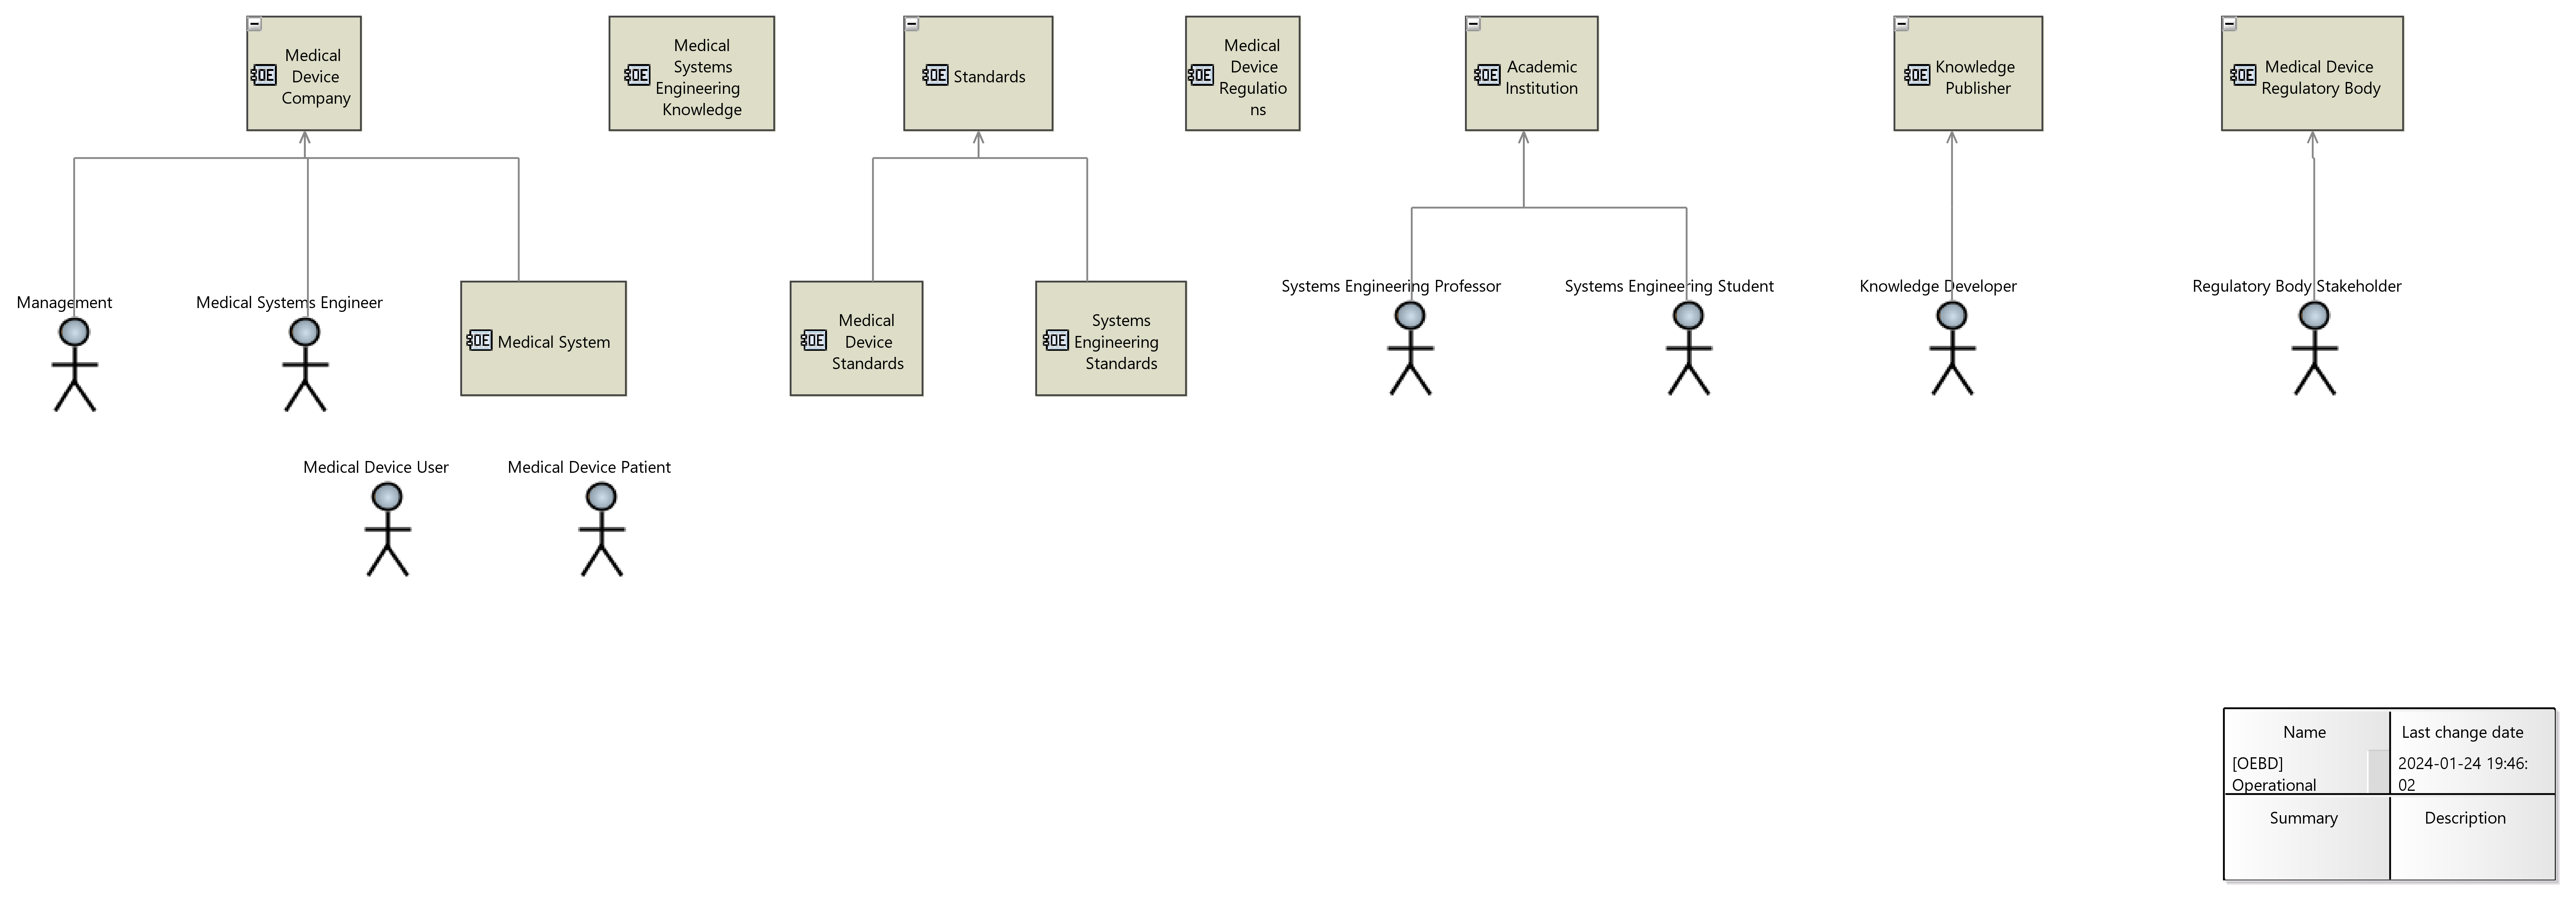 Medical
Device
Company
OE
Medical
Systems
Engineering
Knowledge
OE
Standards
OE
Medical
Device
Regulatio
ns
OE
Academic
Institution
OE
Knowledge
Publisher
OE
Medical Device
Regulatory Body
OE
Management
Medical Systems Engineer
OE
Medical System
OE
Medical
Device
Standards
OE
Systems
Engineering
Standards
Systems Engineering Professor
Systems Engineering Student
Knowledge Developer
Regulatory Body Stakeholder
Medical Device User
Medical Device Patient
Name
Last change date
[OEBD]
Operational
2024-01-24 19:46:
02
Summary
Description